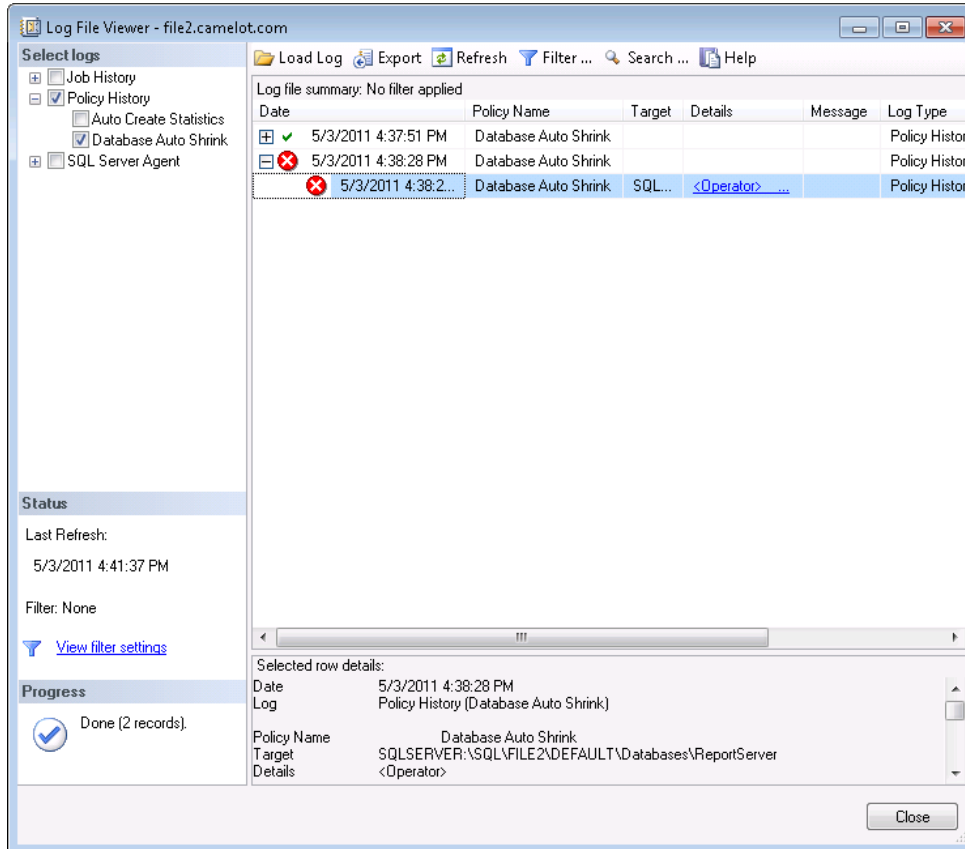 Log File Viewer - file2.camelot.com
Select logs
Job History
Policy History
Auto Create Statistics
Database Auto Shrink
SQL Server Agent
Load Log Export Refresh Filter ... Search ... Help
Log file summary: No filter applied
Date Policy Name Target Details Message Log Type
5/3/2011 4:37:51 PM Database Auto Shrink Policy Histor
5/3/2011 4:38:28 PM Database Auto Shrink Policy Histor
5/3/2011 4:38:2... Database Auto Shrink SQL... <Operator> ... Policy Histor
Status
Last Refresh:
5/3/2011 4:41:37 PM
Filter: None
View filter settings
Progress
Done (2 records).
Selected row details:
Date 5/3/2011 4:38:28 PM
Log Policy History (Database Auto Shrink)
Policy Name Database Auto Shrink
Target SQLSERVER:\SQL\FILE2\DEFAULT\Databases\ReportServer
Details <Operator>
Close